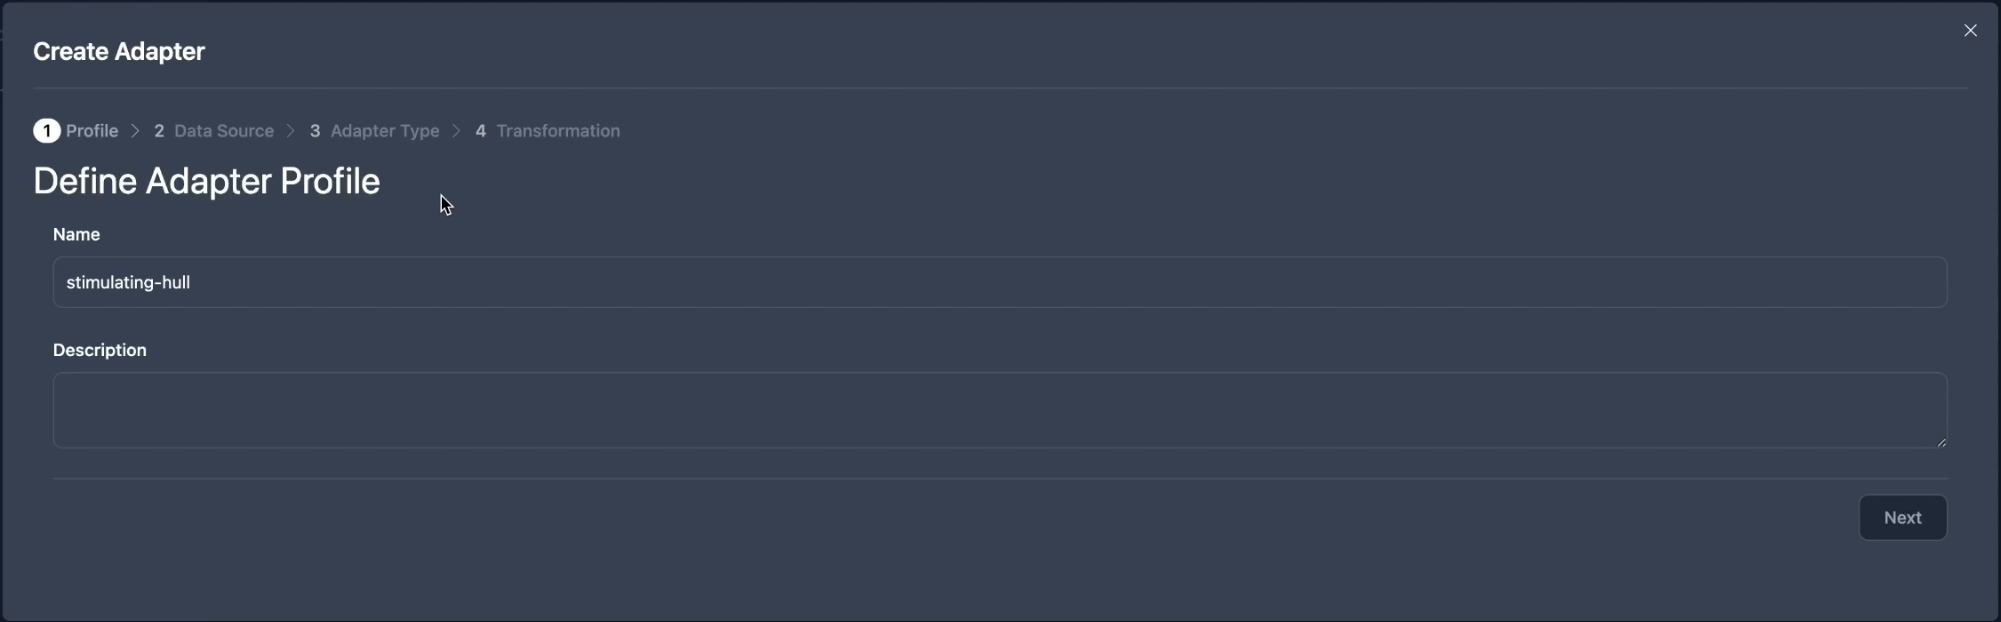 Create Adapter
1 Profile 2 Data Source 3 Adapter Type 4 Transformation
Define Adapter Profile
Name
stimulating-hull
Description
Next